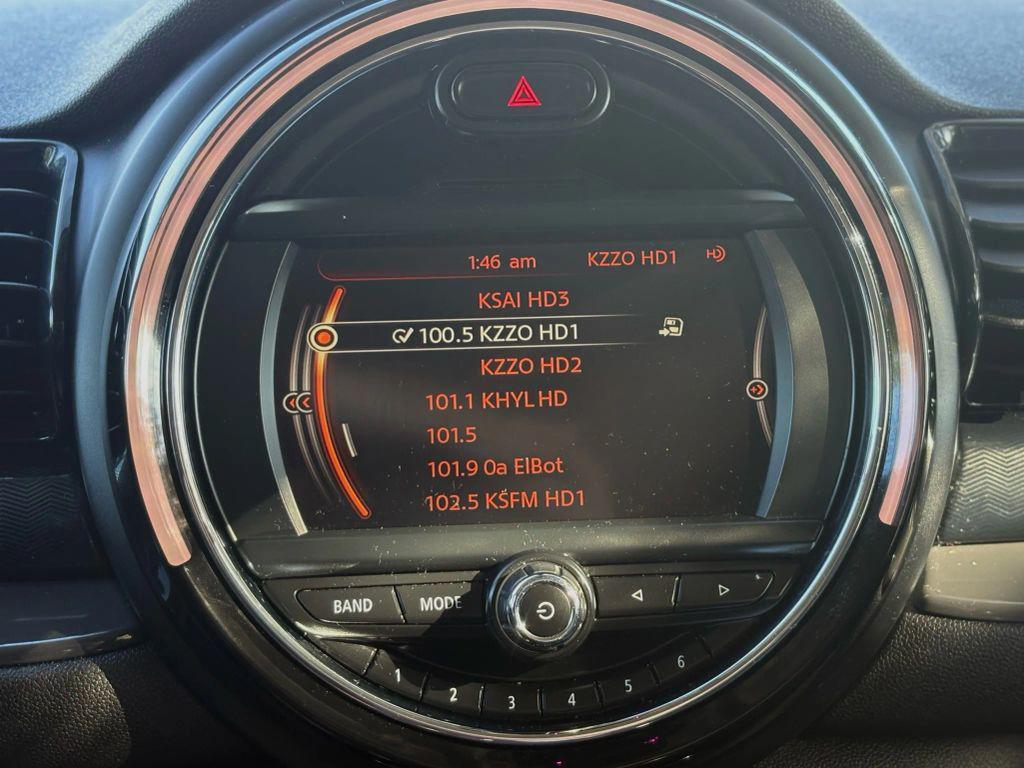 1:46 am KZZO HD1 HD
KSAI HD3
100.5 KZZO HD1
KZZO HD2
101.1 KHYL HD
101.5
101.9 0a ElBot
102.5 KSFM HD1
BAND MODE
1 2 3 4 5 6